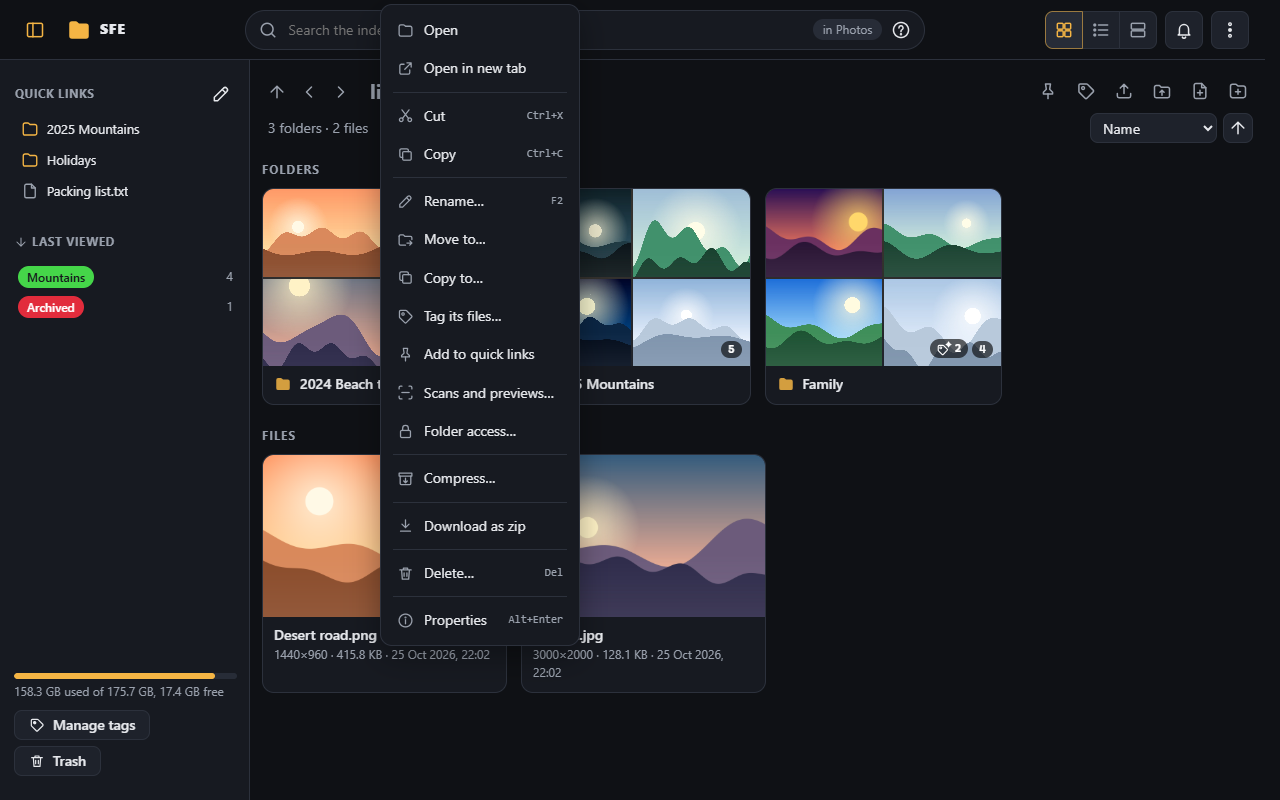 SFE
Search the inde
in Photos
QUICK LINKS
2025 Mountains
Holidays
Packing list.txt
LAST VIEWED
Mountains 4
Archived 1
158.3 GB used of 175.7 GB, 17.4 GB free
Manage tags
Trash
3 folders · 2 files
Name
FOLDERS
2024 Beach
5
Mountains
2
4
Family
FILES
Desert road.png
1440×960 · 415.8 KB · 25 Oct 2026, 22:02
.jpg
3000×2000 · 128.1 KB · 25 Oct 2026,
22:02
Open
Open in new tab
Cut Ctrl+X
Copy Ctrl+C
Rename... F2
Move to...
Copy to...
Tag its files...
Add to quick links
Scans and previews...
Folder access...
Compress...
Download as zip
Delete... Del
Properties Alt+Enter